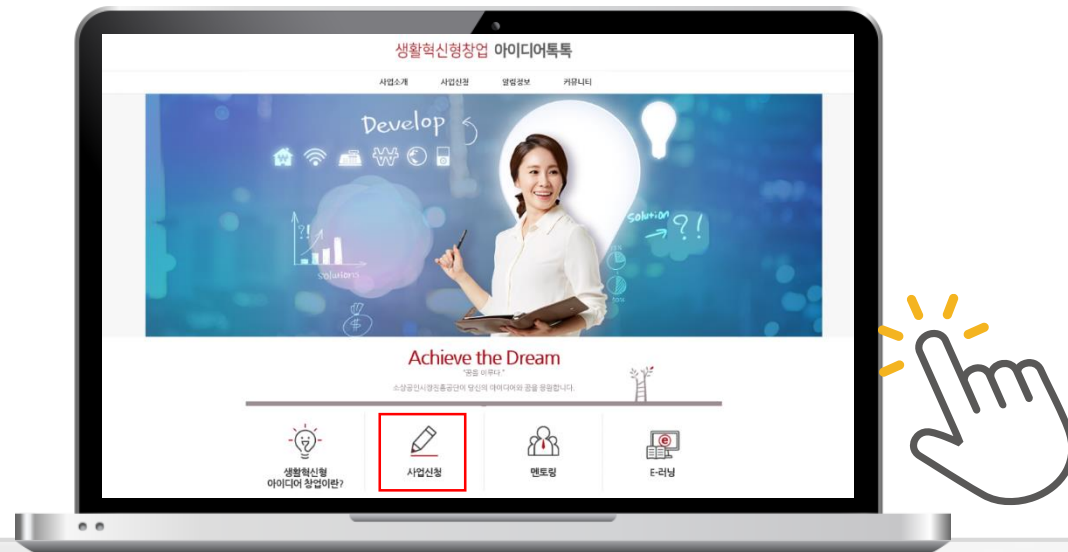 생활혁신형창업 아이디어톡톡
사업소개 사업신청 알림정보 커뮤니티
Develop
?!
solutions
$
solution
?!
Achieve the Dream
"꿈을 이루다."
소상공인시장진흥공단이 당신의 아이디어와 꿈을 응원합니다.
생활혁신형
아이디어 창업이란?
사업신청
멘토링
e
E-러닝